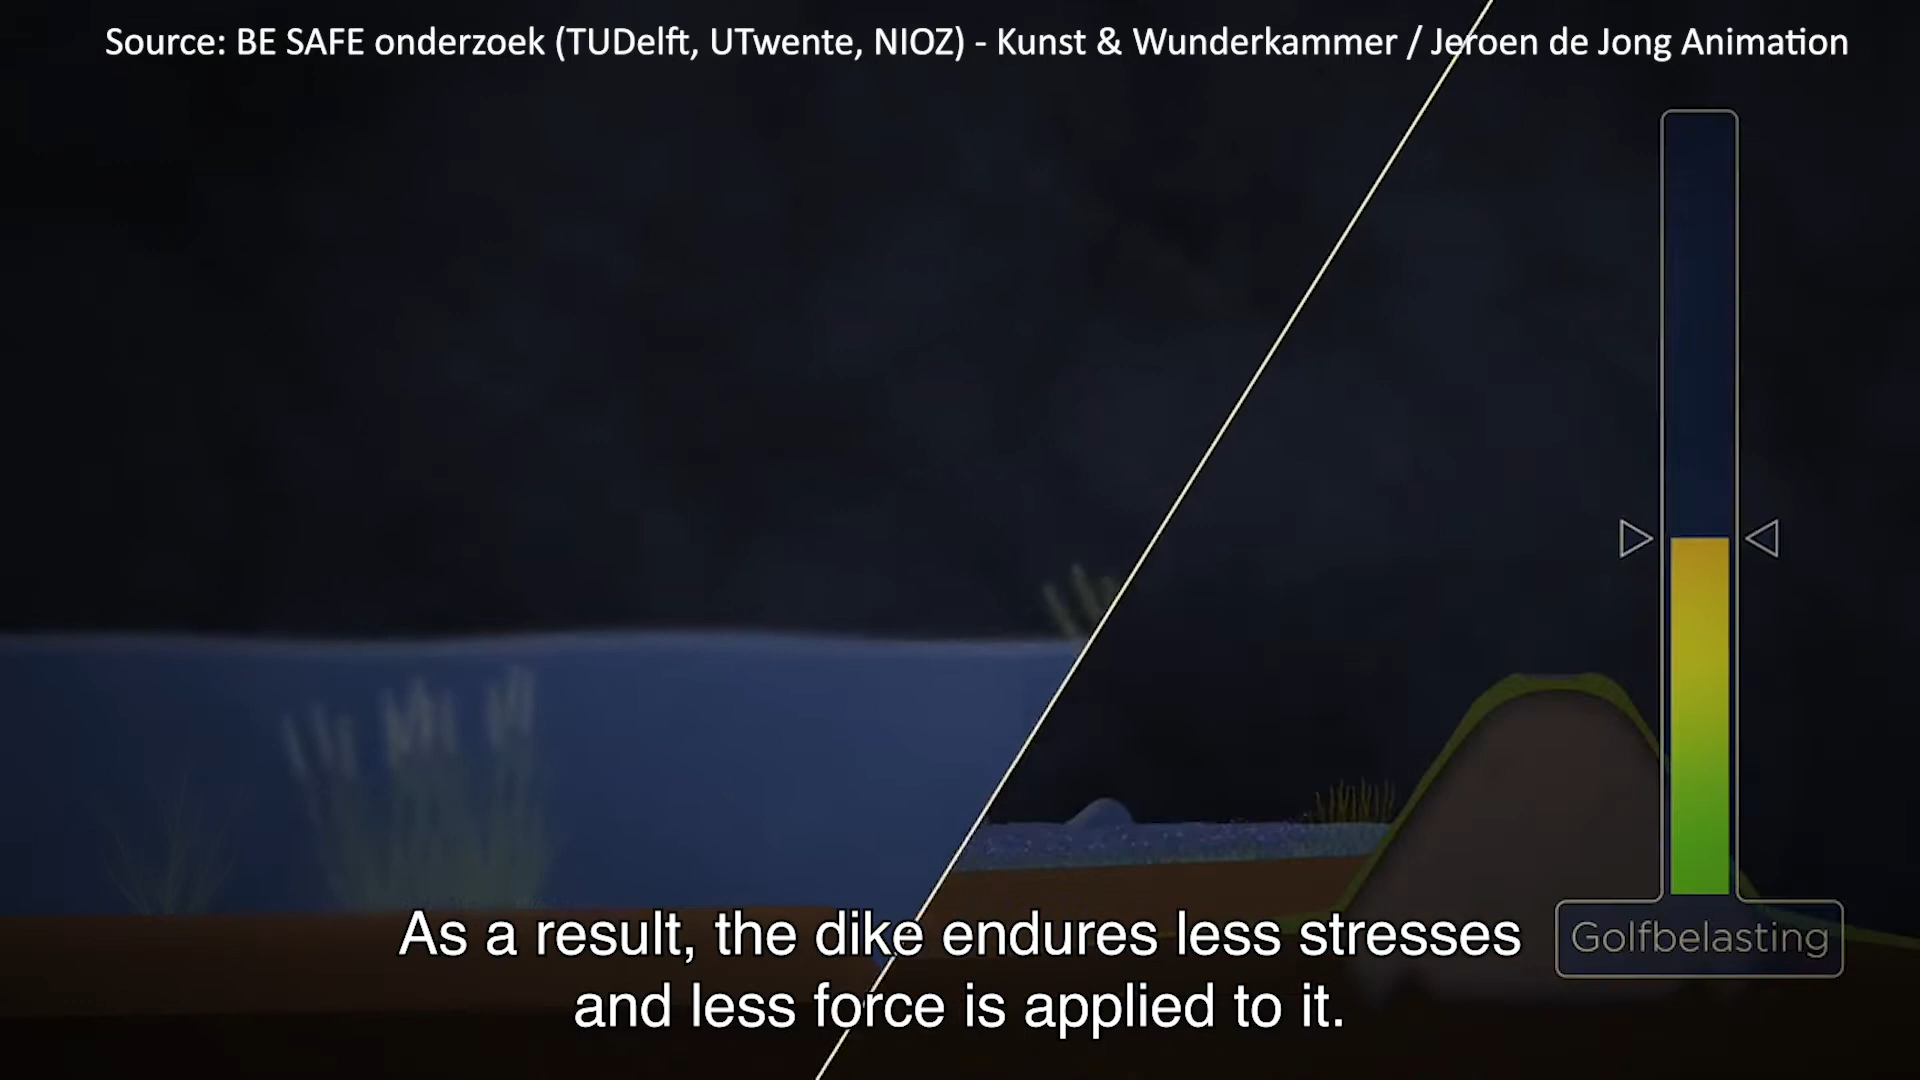 Source: BE SAFE onderzoek (TUDelft, UTwente, NIOZ) - Kunst & Wunderkammer / Jeroen de Jong Animation
Golfbelasting
As a result, the dike endures less stresses
and less force is applied to it.